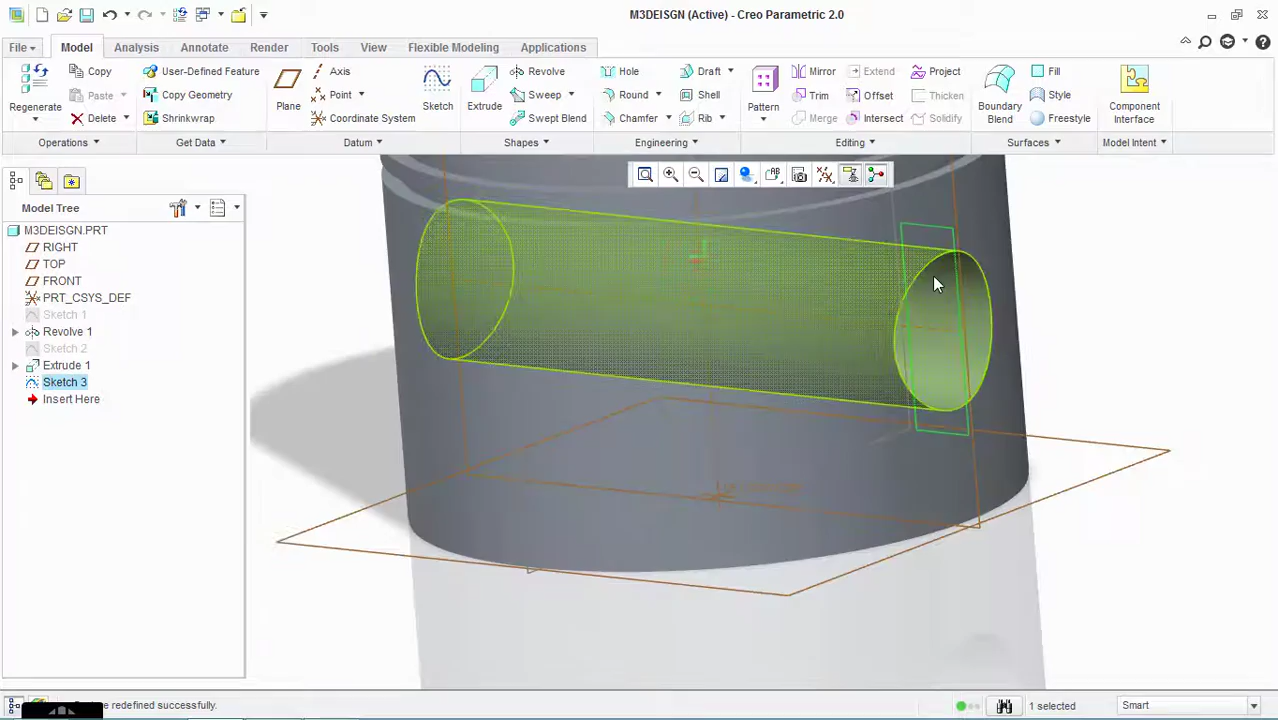 M3DEISGN (Active) - Creo Parametric 2.0
File Model Analysis Annotate Render Tools View Flexible Modeling Applications
Regenerate Copy Paste Delete
User-Defined Feature Copy Geometry Shrinkwrap
Plane Axis Point Coordinate System
Sketch Extrude Revolve Sweep Swept Blend
Hole Round Chamfer Draft Shell Rib
Pattern Mirror Trim Merge Extend Offset Intersect Project Thicken Solidify
Boundary Blend Fill Style Freestyle
Component Interface
Operations Get Data Datum Shapes Engineering Editing Surfaces Model Intent
Model Tree
M3DEISGN.PRT
RIGHT
TOP
FRONT
PRT_CSYS_DEF
Sketch 1
Revolve 1
Sketch 2
Extrude 1
Sketch 3
Insert Here
redefined successfully.
1 selected
Smart